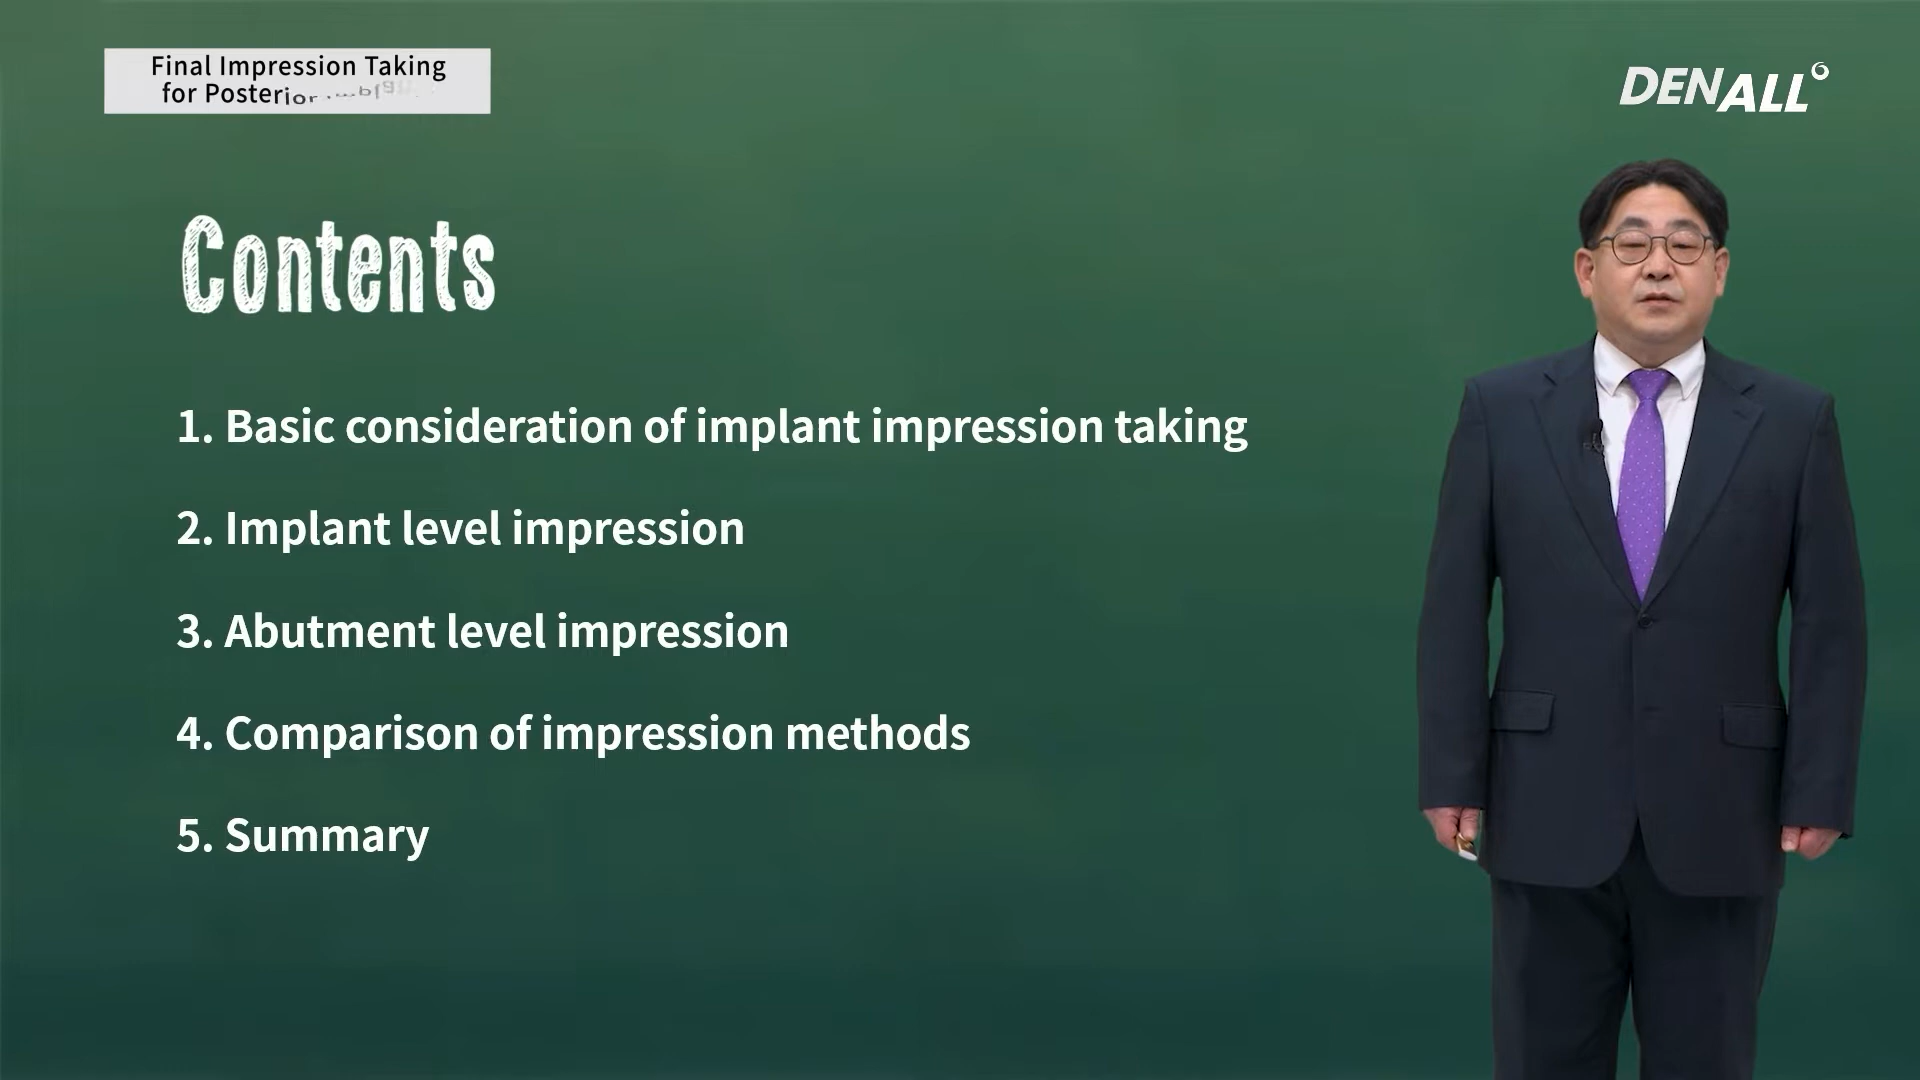 Final Impression Taking
for Posterior
DENALL
Contents
1. Basic consideration of implant impression taking
2. Implant level impression
3. Abutment level impression
4. Comparison of impression methods
5. Summary